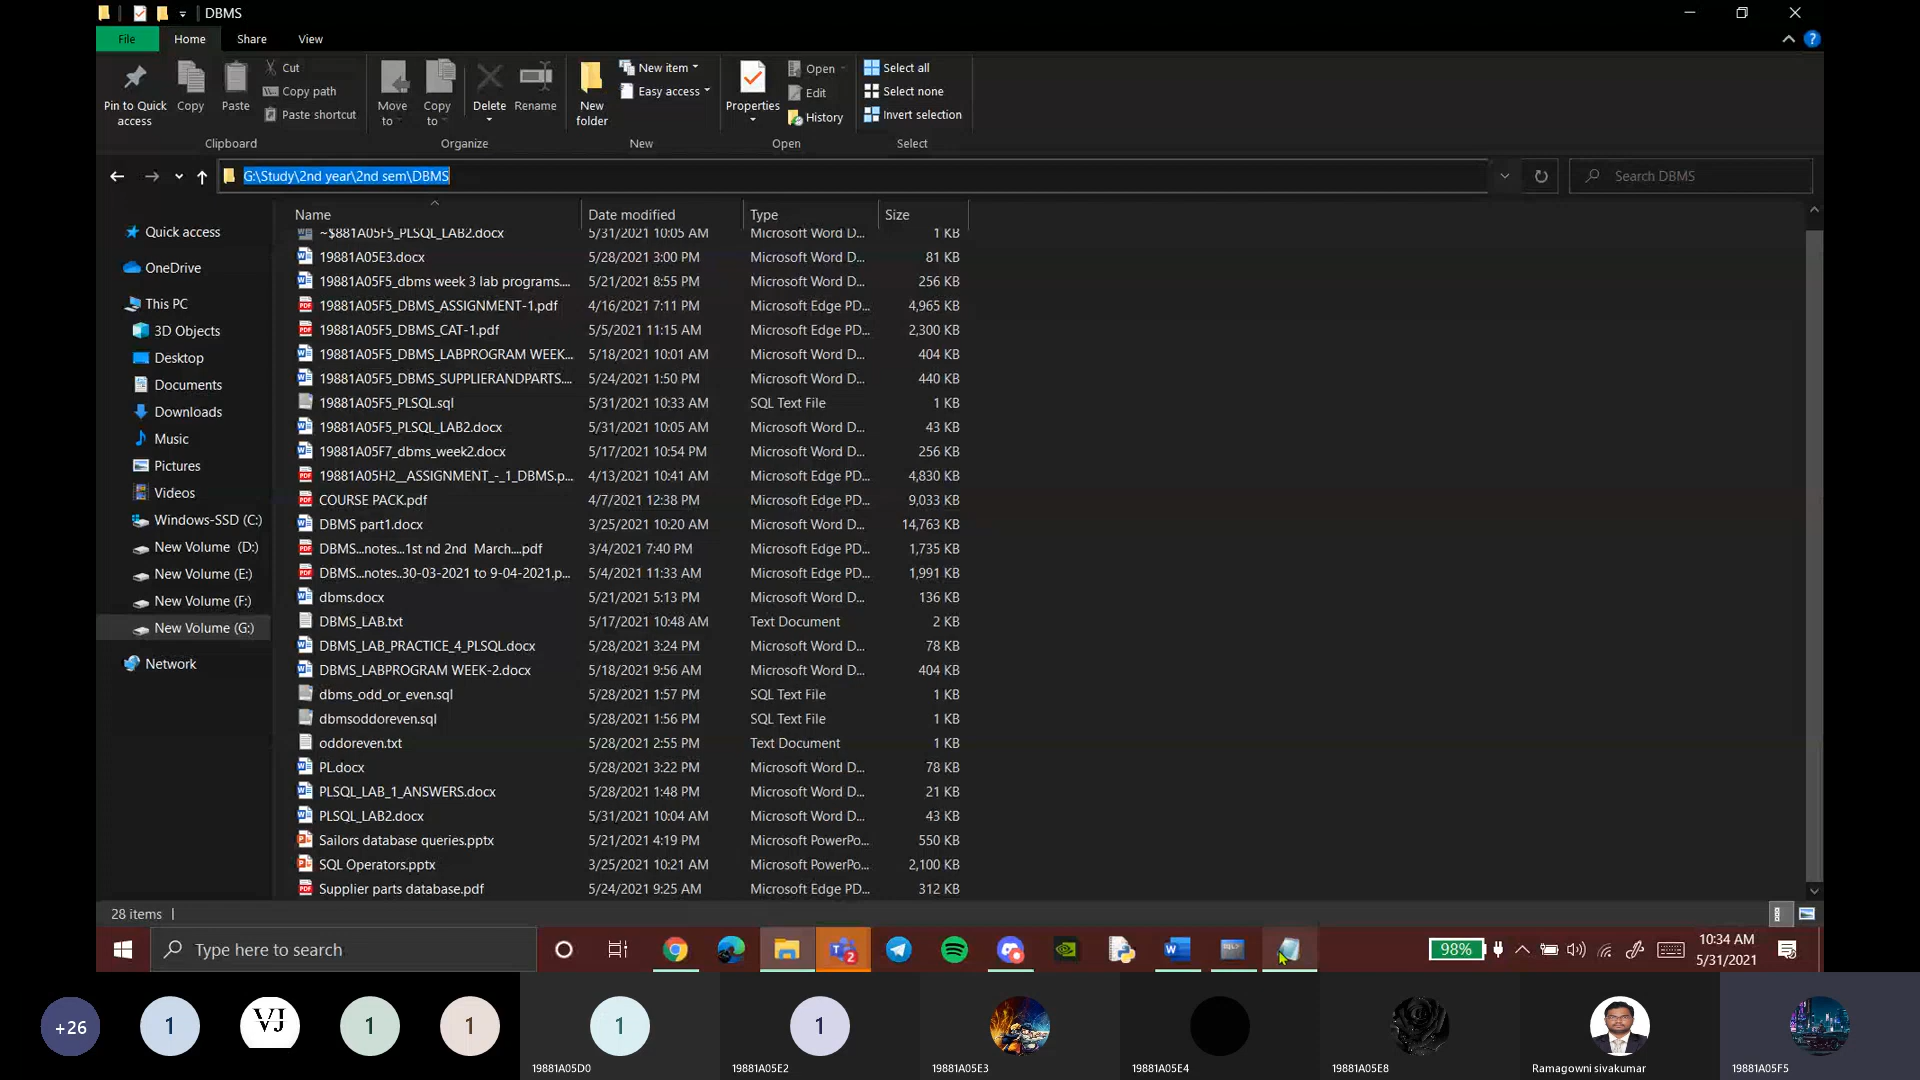 DBMS
File Home Share View
Pin to Quick access
Copy
Paste
Cut
Copy path
Paste shortcut
Clipboard
Move to
Copy to
Delete
Rename
Organize
New folder
New item
Easy access
New
Properties
Open
Edit
History
Open
Select all
Select none
Invert selection
Select
G:\Study\2nd year\2nd sem\DBMS
Search DBMS
Quick access
OneDrive
This PC
3D Objects
Desktop
Documents
Downloads
Music
Pictures
Videos
Windows-SSD (C:)
New Volume (D:)
New Volume (E:)
New Volume (F:)
New Volume (G:)
Network
Name Date modified Type Size
~$881A05F5_PLSQL_LAB2.docx 5/31/2021 10:05 AM Microsoft Word D... 1 KB
19881A05E3.docx 5/28/2021 3:00 PM Microsoft Word D... 81 KB
19881A05F5_dbms week 3 lab programs.... 5/21/2021 8:55 PM Microsoft Word D... 256 KB
19881A05F5_DBMS_ASSIGNMENT-1.pdf 4/16/2021 7:11 PM Microsoft Edge PD... 4,965 KB
19881A05F5_DBMS_CAT-1.pdf 5/5/2021 11:15 AM Microsoft Edge PD... 2,300 KB
19881A05F5_DBMS_LABPROGRAM WEEK... 5/18/2021 10:01 AM Microsoft Word D... 404 KB
19881A05F5_DBMS_SUPPLIERANDPARTS.... 5/24/2021 1:50 PM Microsoft Word D... 440 KB
19881A05F5_PLSQL.sql 5/31/2021 10:33 AM SQL Text File 1 KB
19881A05F5_PLSQL_LAB2.docx 5/31/2021 10:05 AM Microsoft Word D... 43 KB
19881A05F7_dbms_week2.docx 5/17/2021 10:54 PM Microsoft Word D... 256 KB
19881A05H2__ASSIGNMENT_-_1_DBMS.p... 4/13/2021 10:41 AM Microsoft Edge PD... 4,830 KB
COURSE PACK.pdf 4/7/2021 12:38 PM Microsoft Edge PD... 9,033 KB
DBMS part1.docx 3/25/2021 10:20 AM Microsoft Word D... 14,763 KB
DBMS...notes...1st nd 2nd March....pdf 3/4/2021 7:40 PM Microsoft Edge PD... 1,735 KB
DBMS...notes..30-03-2021 to 9-04-2021.p... 5/4/2021 11:33 AM Microsoft Edge PD... 1,991 KB
dbms.docx 5/21/2021 5:13 PM Microsoft Word D... 136 KB
DBMS_LAB.txt 5/17/2021 10:48 AM Text Document 2 KB
DBMS_LAB_PRACTICE_4_PLSQL.docx 5/28/2021 3:24 PM Microsoft Word D... 78 KB
DBMS_LABPROGRAM WEEK-2.docx 5/18/2021 9:56 AM Microsoft Word D... 404 KB
dbms_odd_or_even.sql 5/28/2021 1:57 PM SQL Text File 1 KB
dbmsoddoreven.sql 5/28/2021 1:56 PM SQL Text File 1 KB
oddoreven.txt 5/28/2021 2:55 PM Text Document 1 KB
PL.docx 5/28/2021 3:22 PM Microsoft Word D... 78 KB
PLSQL_LAB_1_ANSWERS.docx 5/28/2021 1:48 PM Microsoft Word D... 21 KB
PLSQL_LAB2.docx 5/31/2021 10:04 AM Microsoft Word D... 43 KB
Sailors database queries.pptx 5/21/2021 4:19 PM Microsoft PowerPo... 550 KB
SQL Operators.pptx 3/25/2021 10:21 AM Microsoft PowerPo... 2,100 KB
Supplier parts database.pdf 5/24/2021 9:25 AM Microsoft Edge PD... 312 KB
28 items
Type here to search
2
98%
10:34 AM
5/31/2021
+26 1 VJ 1 1 1 1
19881A05D0 19881A05E2 19881A05E3 19881A05E4 19881A05E8 Ramagowni sivakumar 19881A05F5